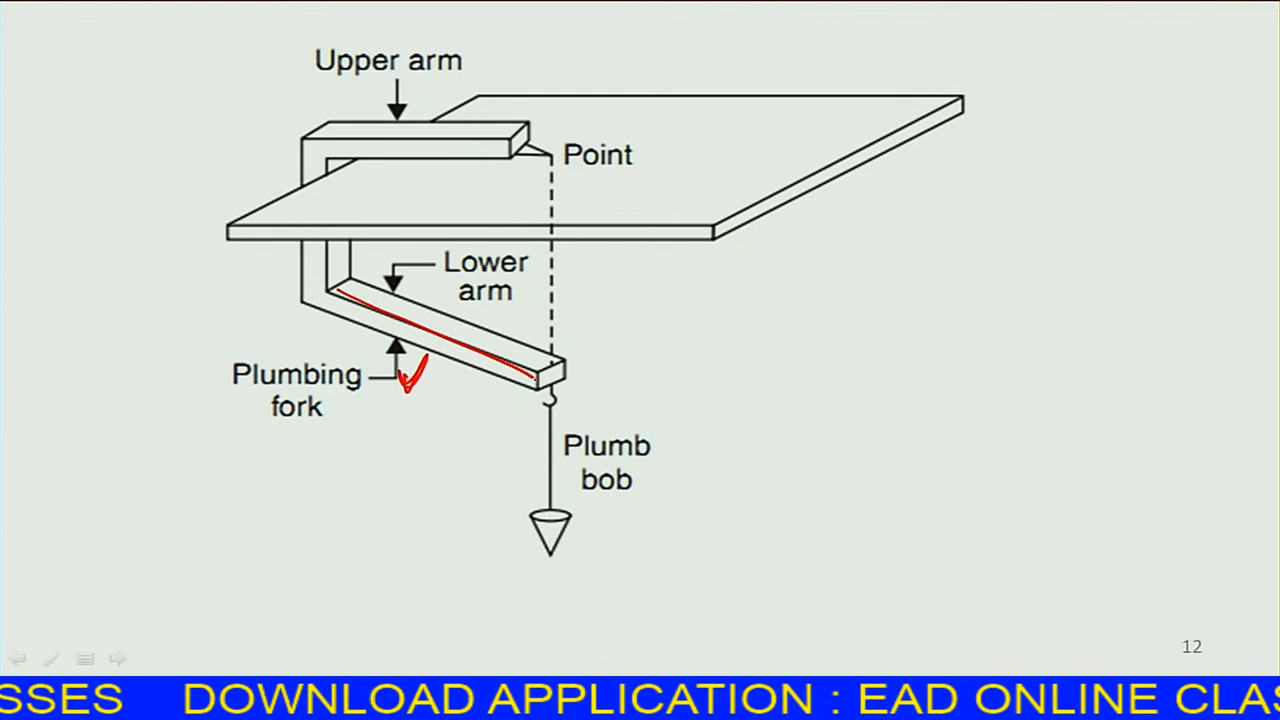 Upper arm
Point
Lower
arm
Plumbing
fork
Plumb
bob
12
SSES DOWNLOAD APPLICATION : EAD ONLINE CLAS